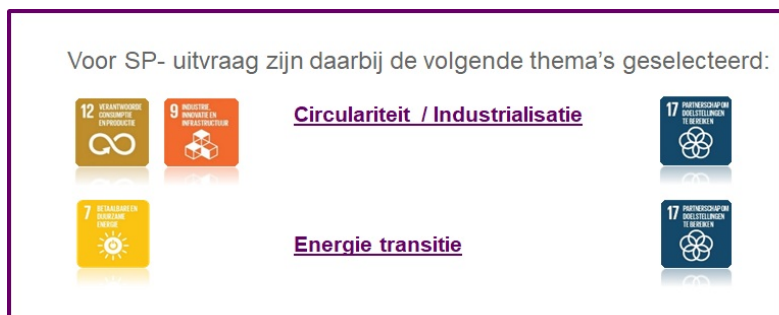 Voor SP- uitvraag zijn daarbij de volgende thema's geselecteerd:
12 VERANTWOORDE
CONSUMPTIE
EN PRODUCTIE
9 INDUSTRIE,
INNOVATIE EN
INFRASTRUCTUUR
Circulariteit / Industrialisatie
17 PARTNERSCHAP OM
DOELSTELLINGEN
TE BEREIKEN
7 BETAALBARE EN
DUURZAME
ENERGIE
Energie transitie
17 PARTNERSCHAP OM
DOELSTELLINGEN
TE BEREIKEN